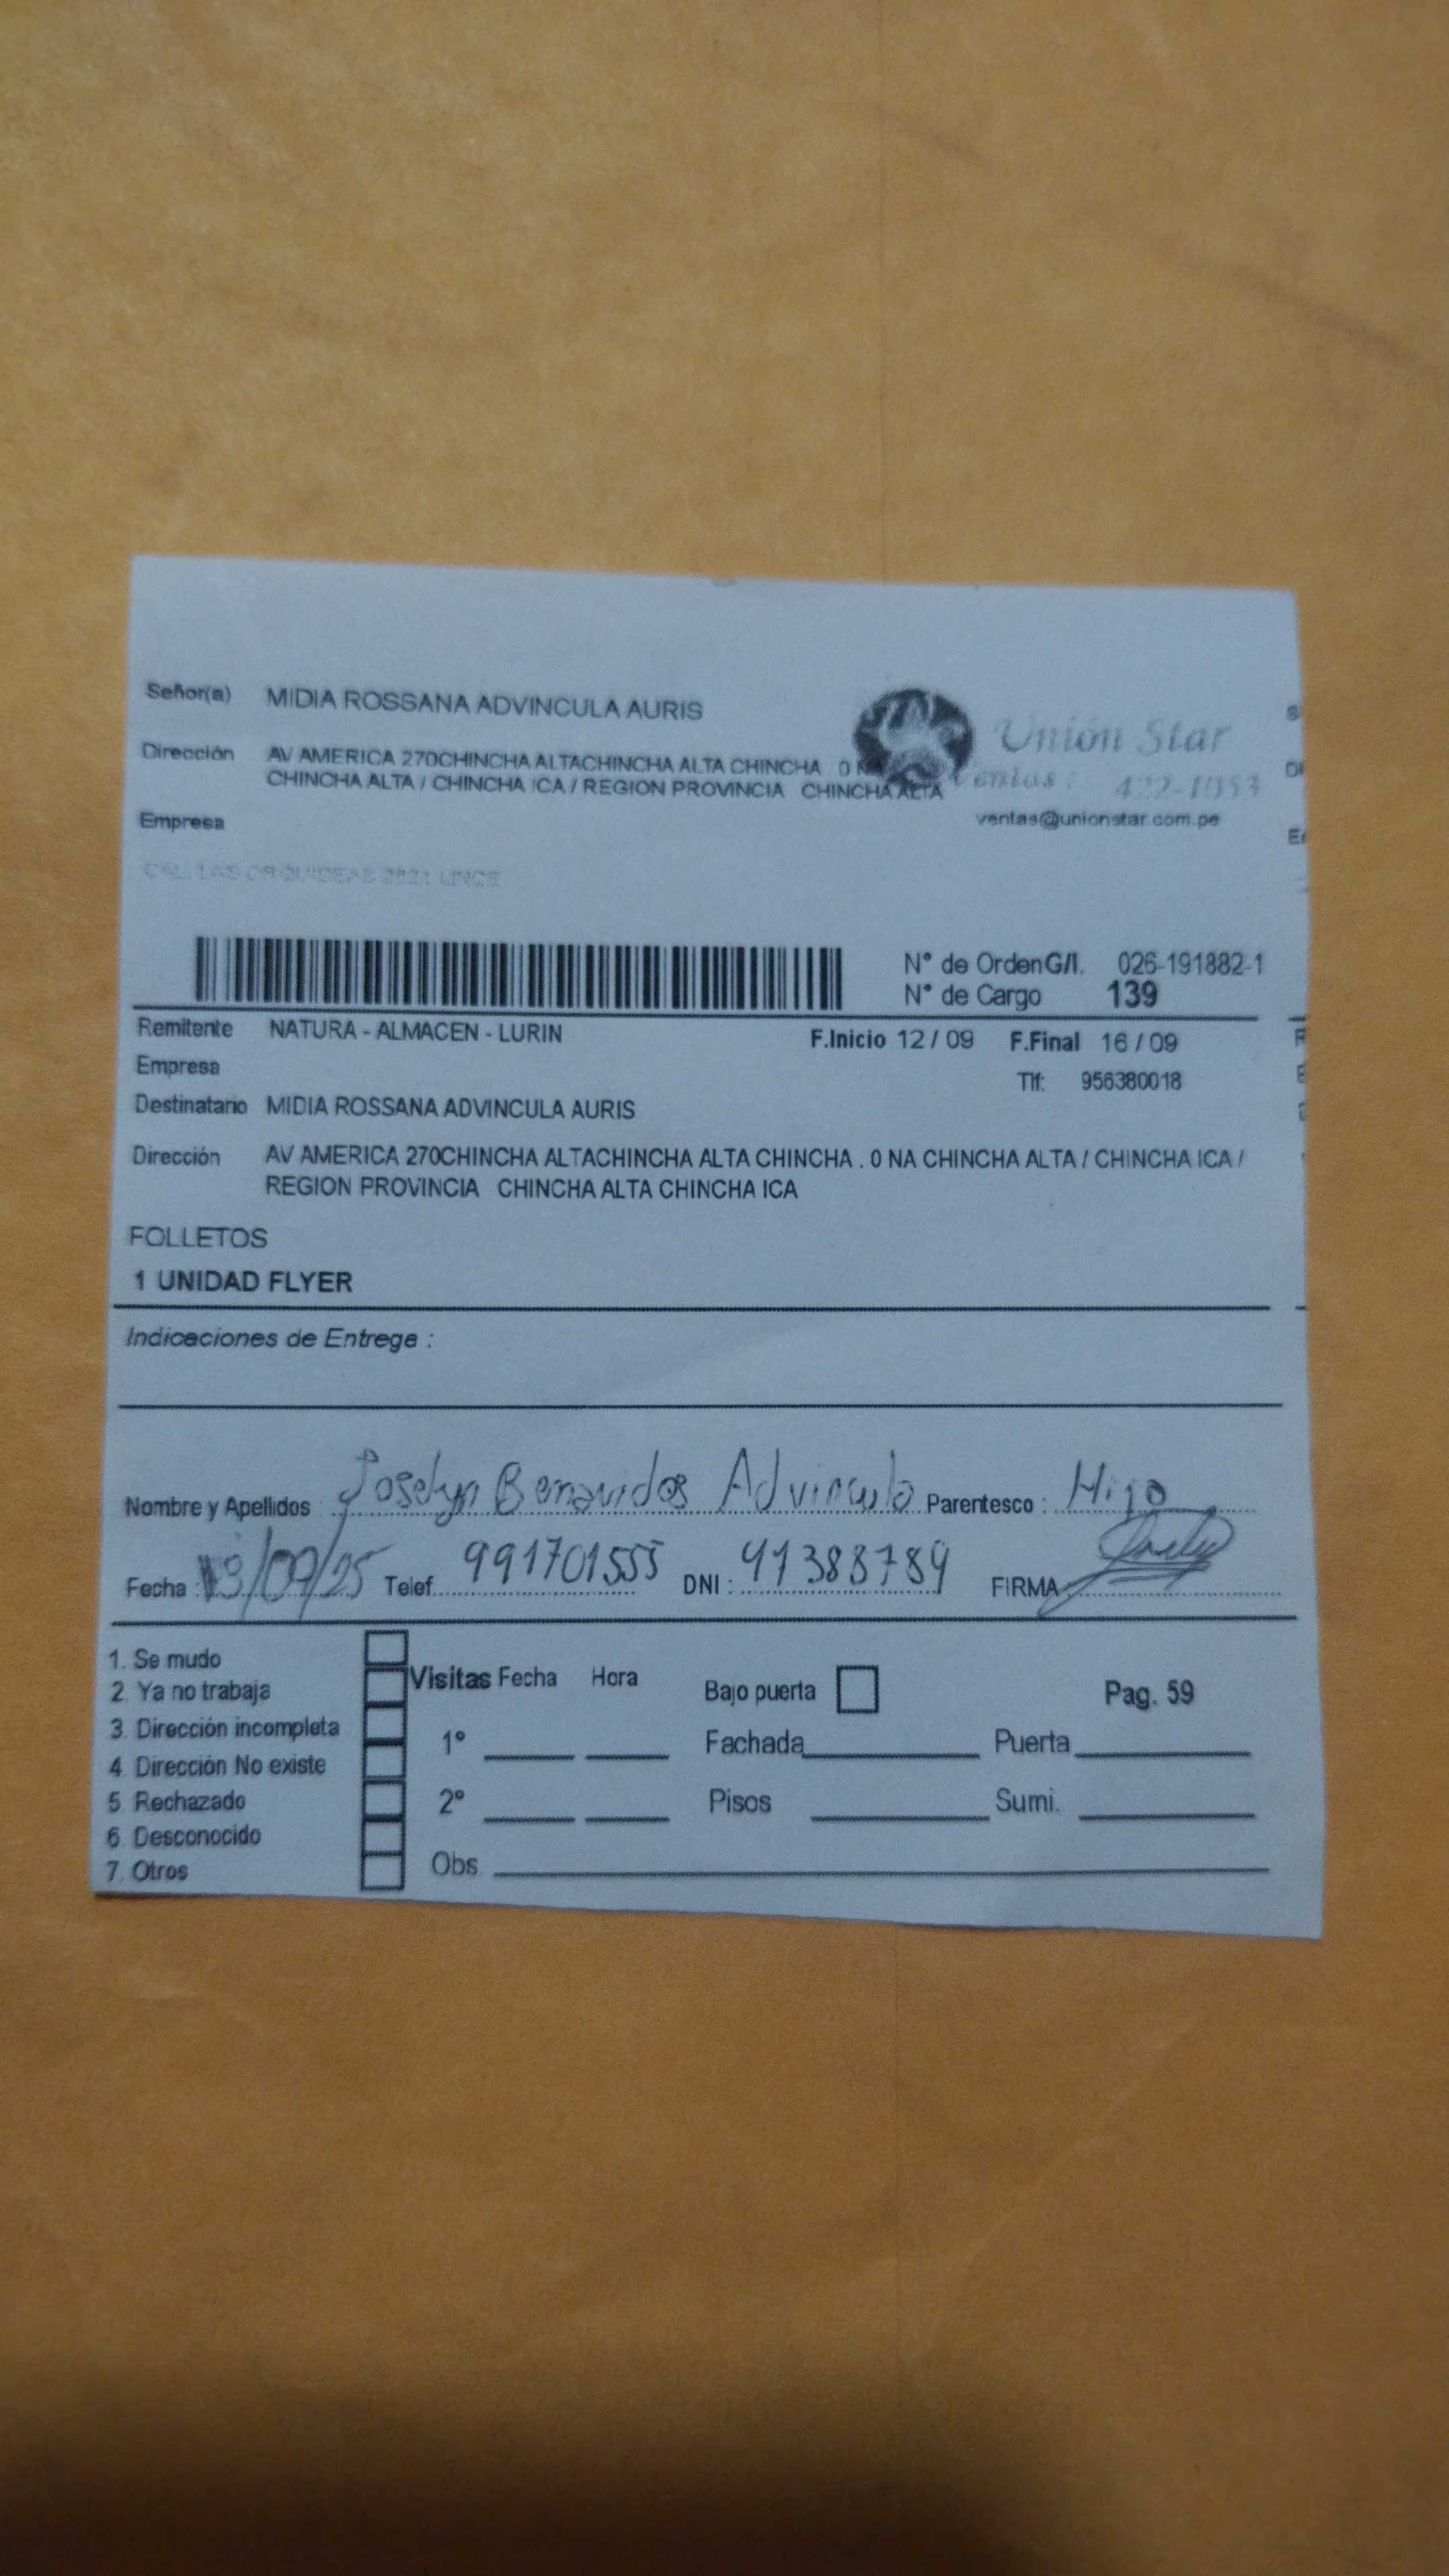 Señor(a) MIDIA ROSSANA ADVINCULA AURIS
Unión Star
Dirección AV AMERICA 270CHINCHA ALTACHINCHA ALTA CHINCHA . 0
CHINCHA ALTA / CHINCHA ICA / REGION PROVINCIA CHINCHA ALTA
Ventas : 422-1053
Empresa
ventas@unionstar.com.pe
CAL. LAS ORQUIDEAS LINCE
N° de Orden G/I. 026-191882-1
N° de Cargo 139
Remitente NATURA - ALMACEN - LURIN F.Inicio 12 / 09 F.Final 16 / 09
Empresa
Tlf: 956380018
Destinatario MIDIA ROSSANA ADVINCULA AURIS
Dirección AV AMERICA 270CHINCHA ALTACHINCHA ALTA CHINCHA . 0 NA CHINCHA ALTA / CHINCHA ICA /
REGION PROVINCIA CHINCHA ALTA CHINCHA ICA
FOLLETOS
1 UNIDAD FLYER
Indicaciones de Entrega :
Nombre y Apellidos : Joselyn Benavides Advincula Parentesco : Hija
Fecha : 13/09/25 Telef. 991701555 DNI : 41388789 FIRMA
1. Se mudo
2. Ya no trabaja
3. Dirección incompleta
4. Dirección No existe
5. Rechazado
6. Desconocido
7. Otros
Visitas Fecha Hora
1°
2°
Obs.
Bajo puerta
Pag. 59
Fachada Puerta
Pisos Sumi.